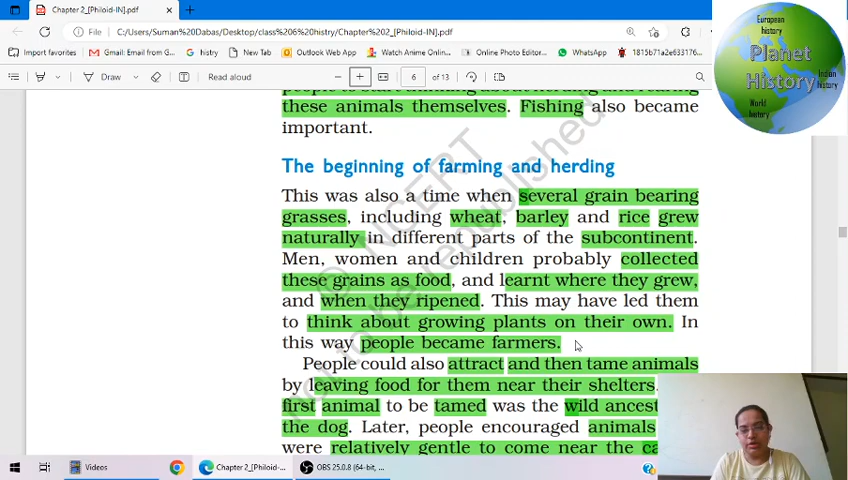 Chapter 2_[Philoid-IN].pdf
File
C:/Users/Suman%20Dabas/Desktop/class%206%20histry/Chapter%202_[Philoid-IN].pdf
Import favorites
Gmail: Email from G...
histry
New Tab
Outlook Web App
Watch Anime Onlin...
Online Photo Editor...
WhatsApp
1815b71a2e633176...
Draw
Read aloud
6
of 13
European
history
Planet
History
Indian
history
World
history
these animals themselves. Fishing also became
important.
The beginning of farming and herding
This was also a time when several grain bearing
grasses, including wheat, barley and rice grew
naturally in different parts of the subcontinent.
Men, women and children probably collected
these grains as food, and learnt where they grew,
and when they ripened. This may have led them
to think about growing plants on their own. In
this way people became farmers.
People could also attract and then tame animals
by leaving food for them near their shelters.
first animal to be tamed was the wild ancest
the dog. Later, people encouraged animals
were relatively gentle to come near the ca
© NCERT
not to be republished
Videos
Chapter 2_[Philoid-I...
OBS 25.0.8 (64-bit, ...